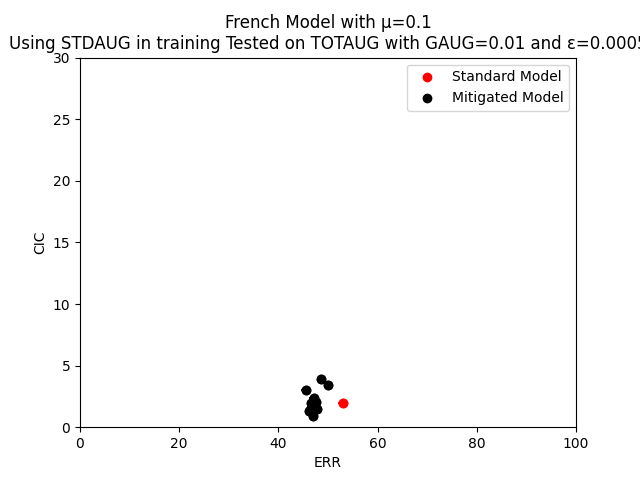 French Model with μ=0.1
Using STDAUG in training Tested on TOTAUG with GAUG=0.01 and ε=0.0005
Standard Model
Mitigated Model
30
25
20
15
10
5
0
CIC
0 20 40 60 80 100
ERR